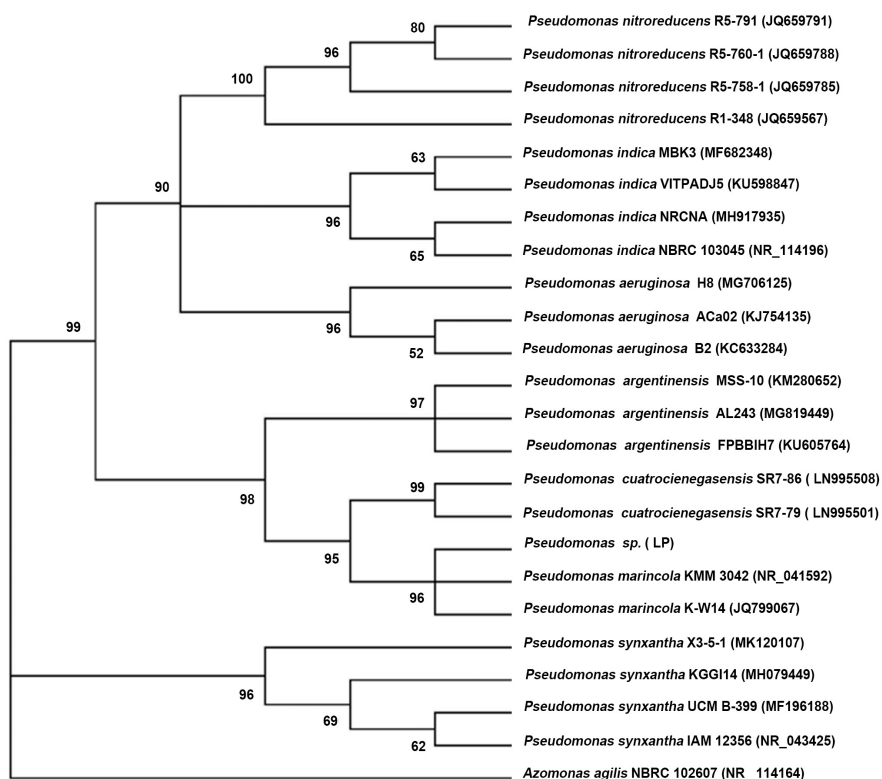 80
Pseudomonas nitroreducens R5-791 (JQ659791)
96
Pseudomonas nitroreducens R5-760-1 (JQ659788)
100
Pseudomonas nitroreducens R5-758-1 (JQ659785)
Pseudomonas nitroreducens R1-348 (JQ659567)
63
Pseudomonas indica MBK3 (MF682348)
90
Pseudomonas indica VITPADJ5 (KU598847)
96
Pseudomonas indica NRCNA (MH917935)
65
Pseudomonas indica NBRC 103045 (NR_114196)
Pseudomonas aeruginosa H8 (MG706125)
99
96
Pseudomonas aeruginosa ACa02 (KJ754135)
52
Pseudomonas aeruginosa B2 (KC633284)
Pseudomonas argentinensis MSS-10 (KM280652)
97
Pseudomonas argentinensis AL243 (MG819449)
Pseudomonas argentinensis FPBBIH7 (KU605764)
98
99
Pseudomonas cuatrocienegasensis SR7-86 ( LN995508)
Pseudomonas cuatrocienegasensis SR7-79 ( LN995501)
95
Pseudomonas sp. ( LP)
Pseudomonas marincola KMM 3042 (NR_041592)
96
Pseudomonas marincola K-W14 (JQ799067)
Pseudomonas synxantha X3-5-1 (MK120107)
96
Pseudomonas synxantha KGGI14 (MH079449)
69
Pseudomonas synxantha UCM B-399 (MF196188)
62
Pseudomonas synxantha IAM 12356 (NR_043425)
Azomonas agilis NBRC 102607 (NR_114164)